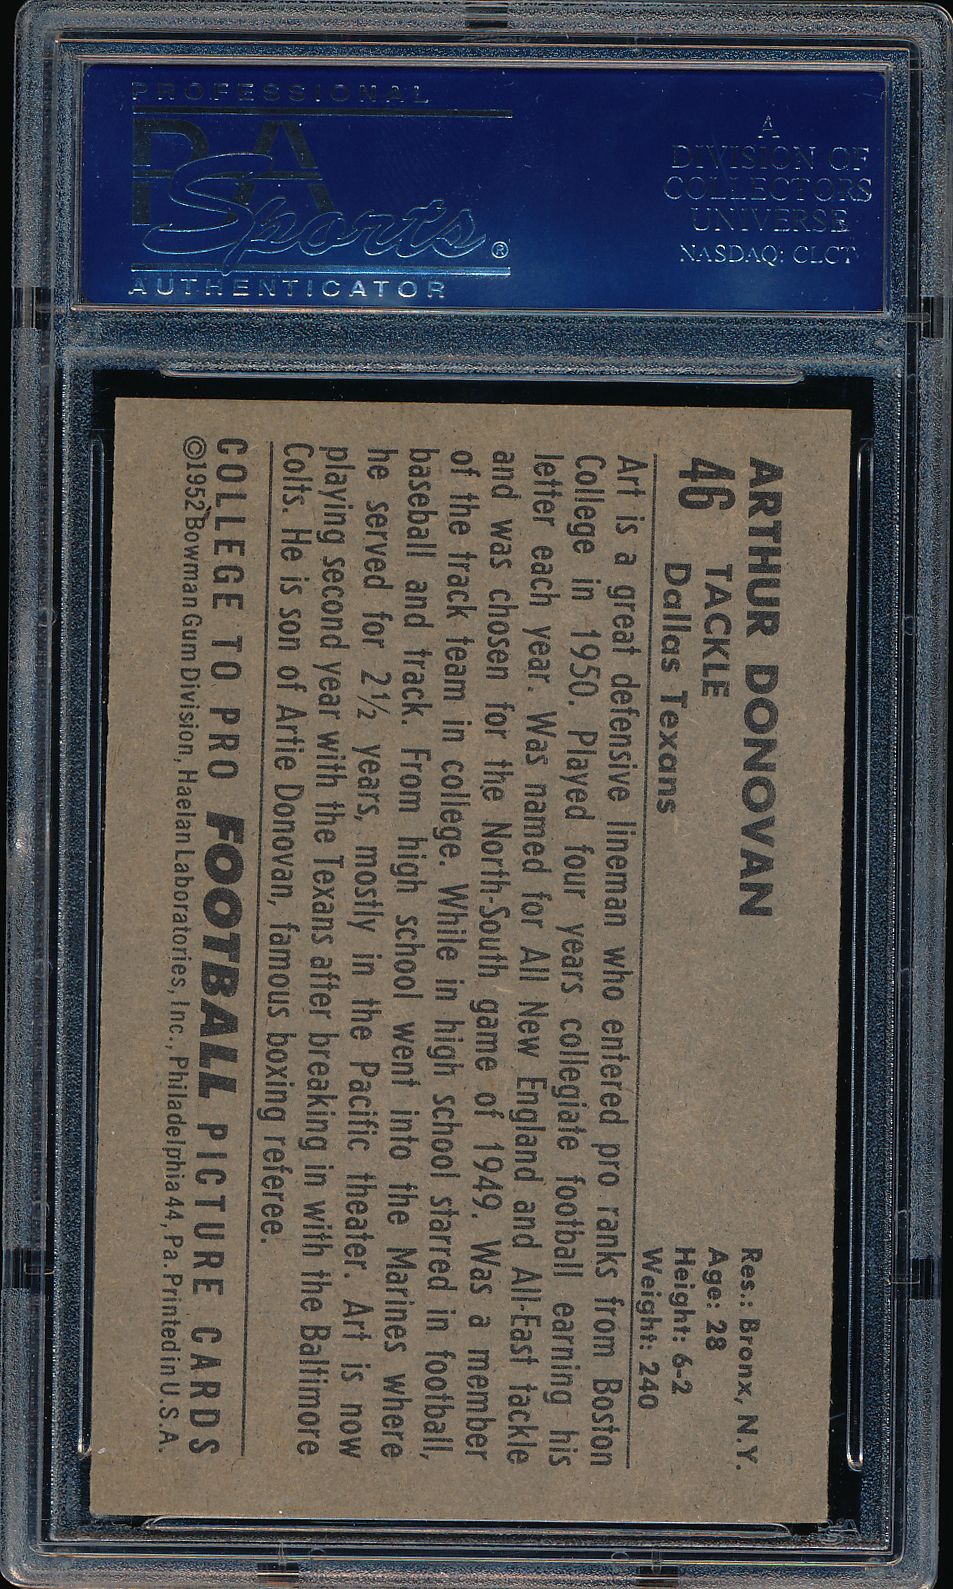 PROFESSIONAL
PSA
Sports®
AUTHENTICATOR
A
DIVISION OF
COLLECTORS
UNIVERSE
NASDAQ: CLCT
ARTHUR DONOVAN
46 TACKLE
Dallas Texans
Res.: Bronx, N.Y.
Age: 28
Height: 6-2
Weight: 240
Art is a great defensive lineman who entered pro ranks from Boston
College in 1950. Played four years collegiate football earning his
letter each year. Was named for All New England and All-East tackle
and was chosen for the North-South game of 1949. Was a member
of the track team in college. While in high school starred in football,
baseball and track. From high school went into the Marines where
he served for 2½ years, mostly in the Pacific theater. Art is now
playing second year with the Texans after breaking in with the Baltimore
Colts. He is son of Artie Donovan, famous boxing referee.
COLLEGE TO PRO FOOTBALL PICTURE CARDS
©1952 Bowman Gum Division, Haelan Laboratories, Inc., Philadelphia 44, Pa. Printed in U.S.A.
PSA